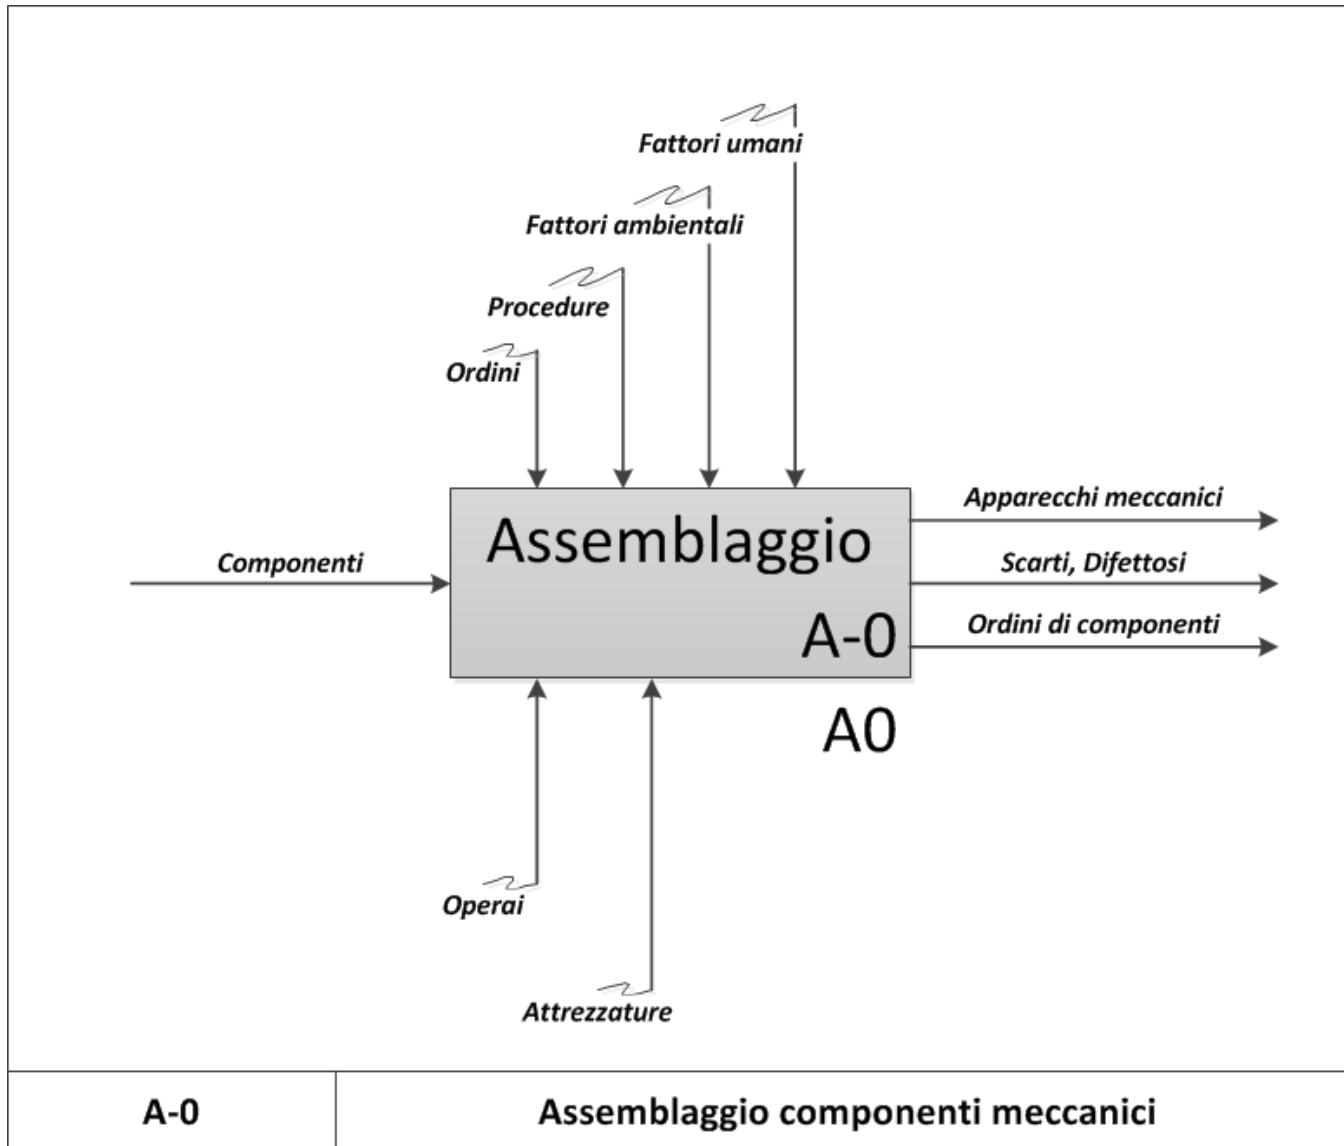 Fattori umani
Fattori ambientali
Procedure
Ordini
Apparecchi meccanici
Assemblaggio
Componenti
Scarti, Difettosi
Ordini di componenti
A-0
A0
Operai
Attrezzature
A-0
Assemblaggio componenti meccanici